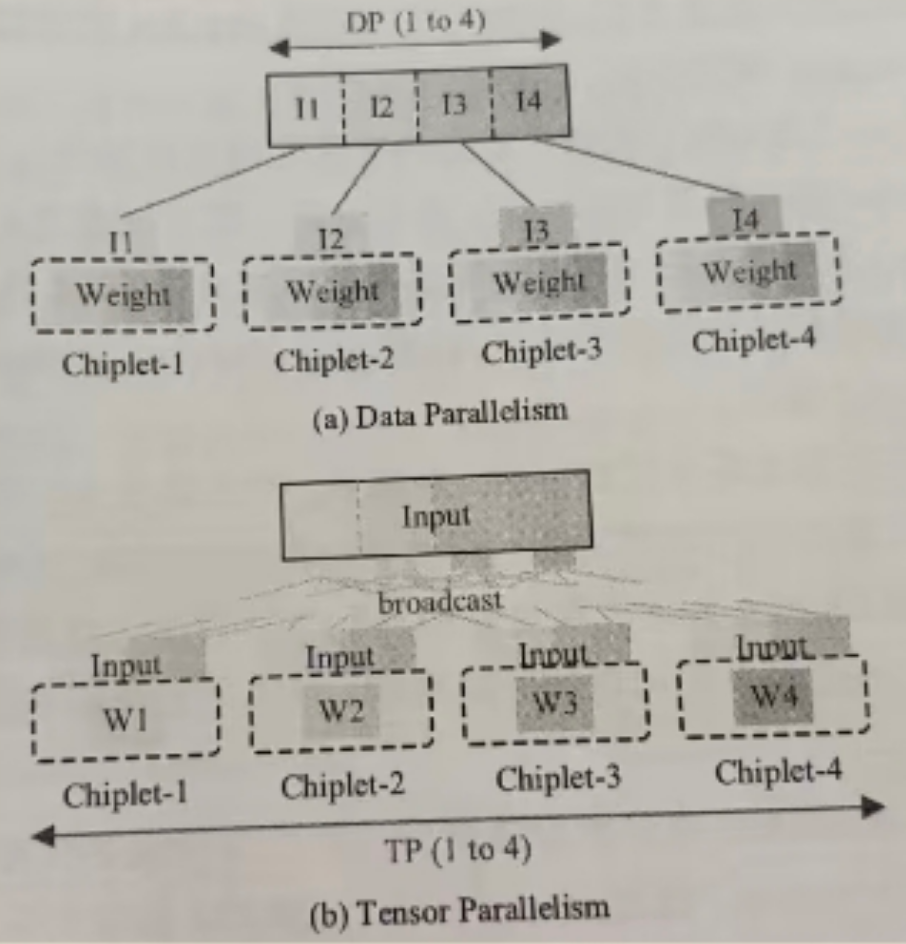 DP (1 to 4)
I1 I2 I3 I4
I1 I2 I3 I4
Weight Weight Weight Weight
Chiplet-1 Chiplet-2 Chiplet-3 Chiplet-4
(a) Data Parallelism
Input
broadcast
Input Input Input Input
W1 W2 W3 W4
Chiplet-1 Chiplet-2 Chiplet-3 Chiplet-4
TP (1 to 4)
(b) Tensor Parallelism